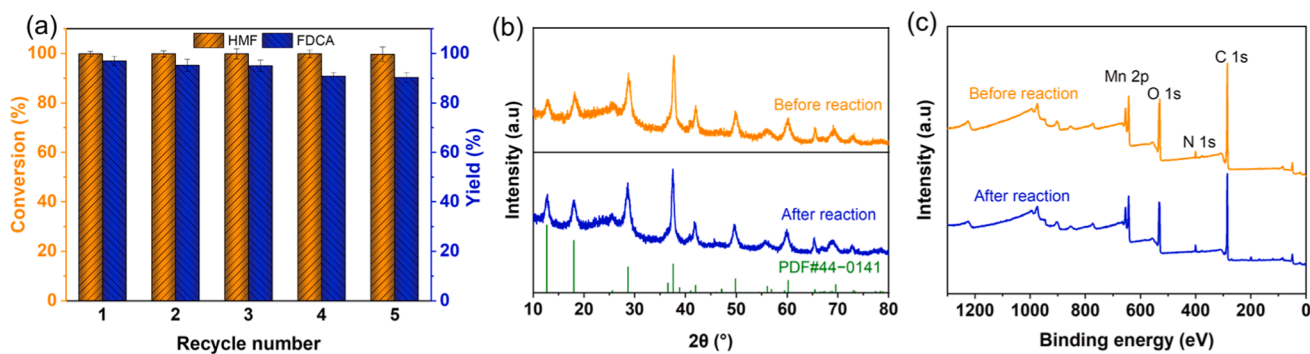 (a)
HMF
FDCA
Conversion (%)
100
80
60
40
20
0
100
80
60
40
20
0
Yield (%)
1 2 3 4 5
Recycle number
(b)
Before reaction
After reaction
PDF#44−0141
Intensity (a.u)
10 20 30 40 50 60 70 80
2θ (°)
(c)
C 1s
Mn 2p
O 1s
Before reaction
N 1s
After reaction
Intensity (a.u
1200 1000 800 600 400 200 0
Binding energy (eV)